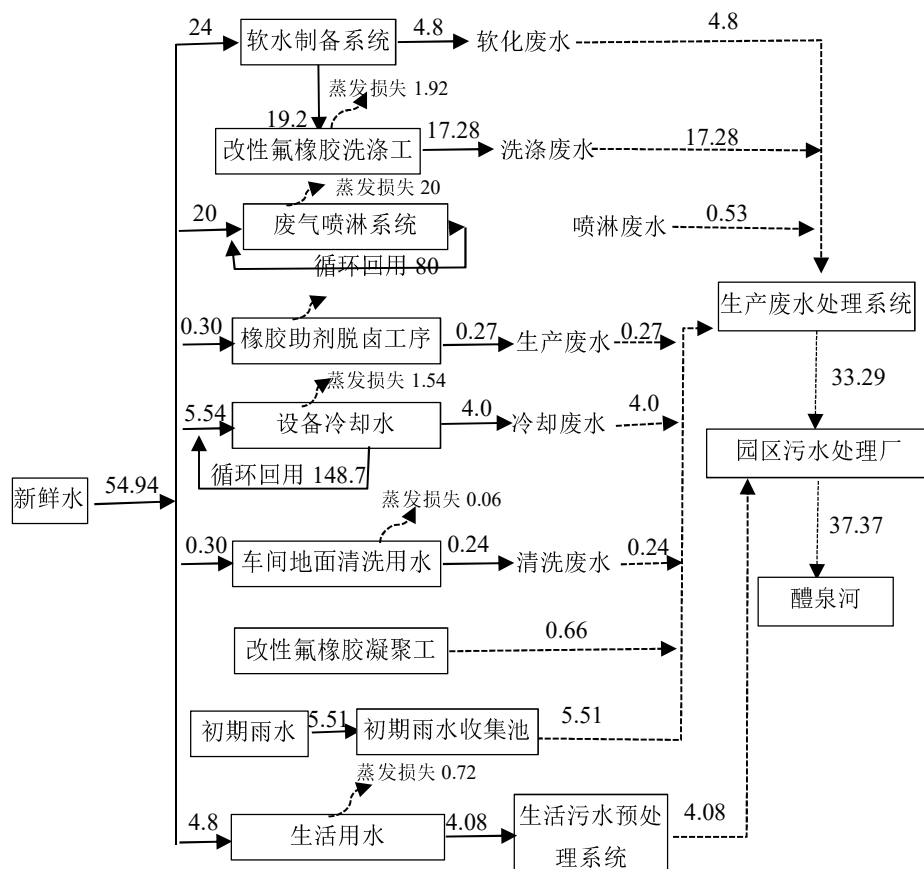 24
软水制备系统
4.8
软化废水
4.8
蒸发损失 1.92
19.2
改性氟橡胶洗涤工
17.28
洗涤废水
17.28
蒸发损失 20
20
废气喷淋系统
喷淋废水
0.53
循环回用 80
生产废水处理系统
0.30
橡胶助剂脱卤工序
0.27
生产废水
0.27
33.29
蒸发损失 1.54
5.54
设备冷却水
4.0
冷却废水
4.0
园区污水处理厂
循环回用 148.7
新鲜水
54.94
蒸发损失 0.06
37.37
0.30
车间地面清洗用水
0.24
清洗废水
0.24
醴泉河
改性氟橡胶凝聚工
0.66
初期雨水
5.51
初期雨水收集池
5.51
蒸发损失 0.72
4.8
生活用水
4.08
生活污水预处
理系统
4.08